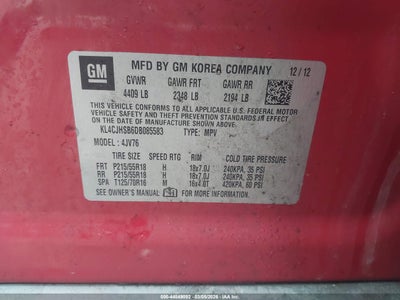 GM
MFD BY GM KOREA COMPANY 12/12
GVWR GAWR FRT GAWR RR
4409 LB 2348 LB 2194 LB
THIS VEHICLE CONFORMS TO ALL APPLICABLE U.S. FEDERAL MOTOR
VEHICLE SAFETY AND THEFT PREVENTION STANDARDS IN EFFECT ON
THE DATE OF MANUFACTURE SHOWN ABOVE.
KL4CJHSB6DB085583 TYPE: MPV
MODEL: 4JV76
TIRE SIZE SPEED RTG RIM COLD TIRE PRESSURE
FRT P215/55R18 H 18x7.0J 240KPA, 35 PSI
RR P215/55R18 H 18x7.0J 240KPA, 35 PSI
SPA T125/70R16 M 16x4.0T 420KPA, 60 PSI
SEE OWNER'S MANUAL FOR ADDITIONAL INFORMATION.